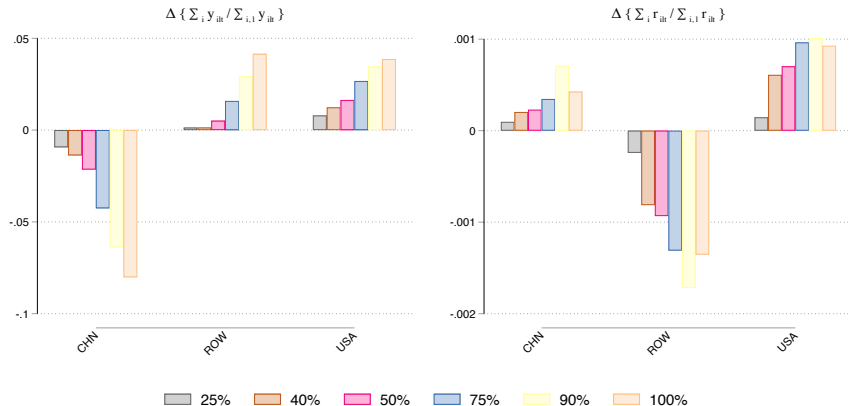 Δ { ∑ i y ilt / ∑ i,l y ilt }
.05
0
-.05
-.1
CHN
ROW
USA
Δ { ∑ i r ilt / ∑ i,l r ilt }
.001
0
-.001
-.002
CHN
ROW
USA
25% 40% 50% 75% 90% 100%